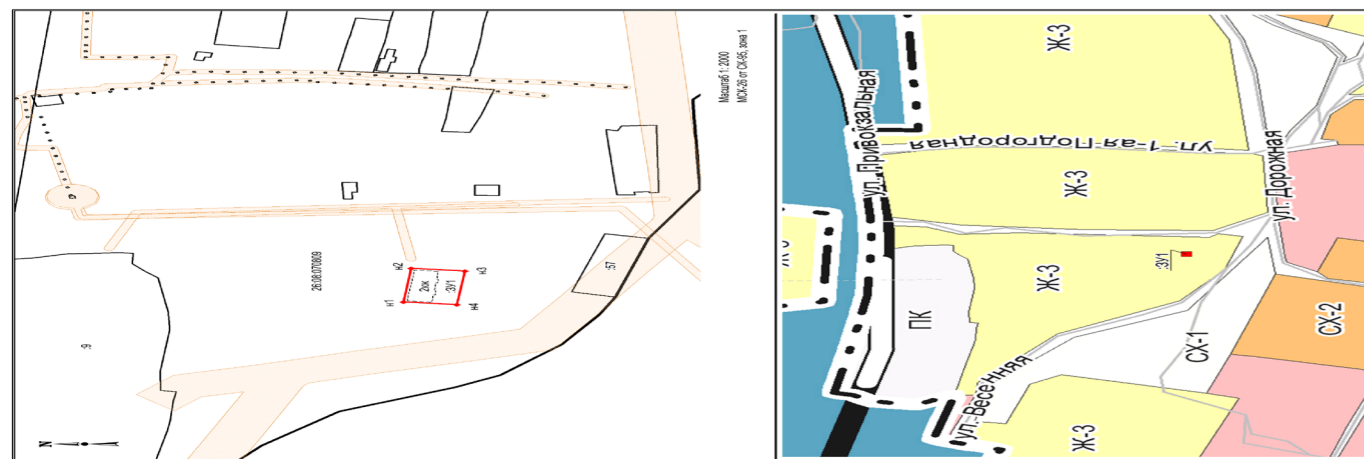 Масштаб 1: 2000
МСК-26 от СК-95, зона 1
26:08:070809
н2
н1
н3
н4
2эж
:ЗУ1
:57
:9
N
Ж-3
ул. Привокзальная
ул. 1-ая Подгородная
Ж-3
ул. Дорожная
:ЗУ1
Ж-3
ПК
СХ-1
СХ-2
ул. Весенняя
Ж-3